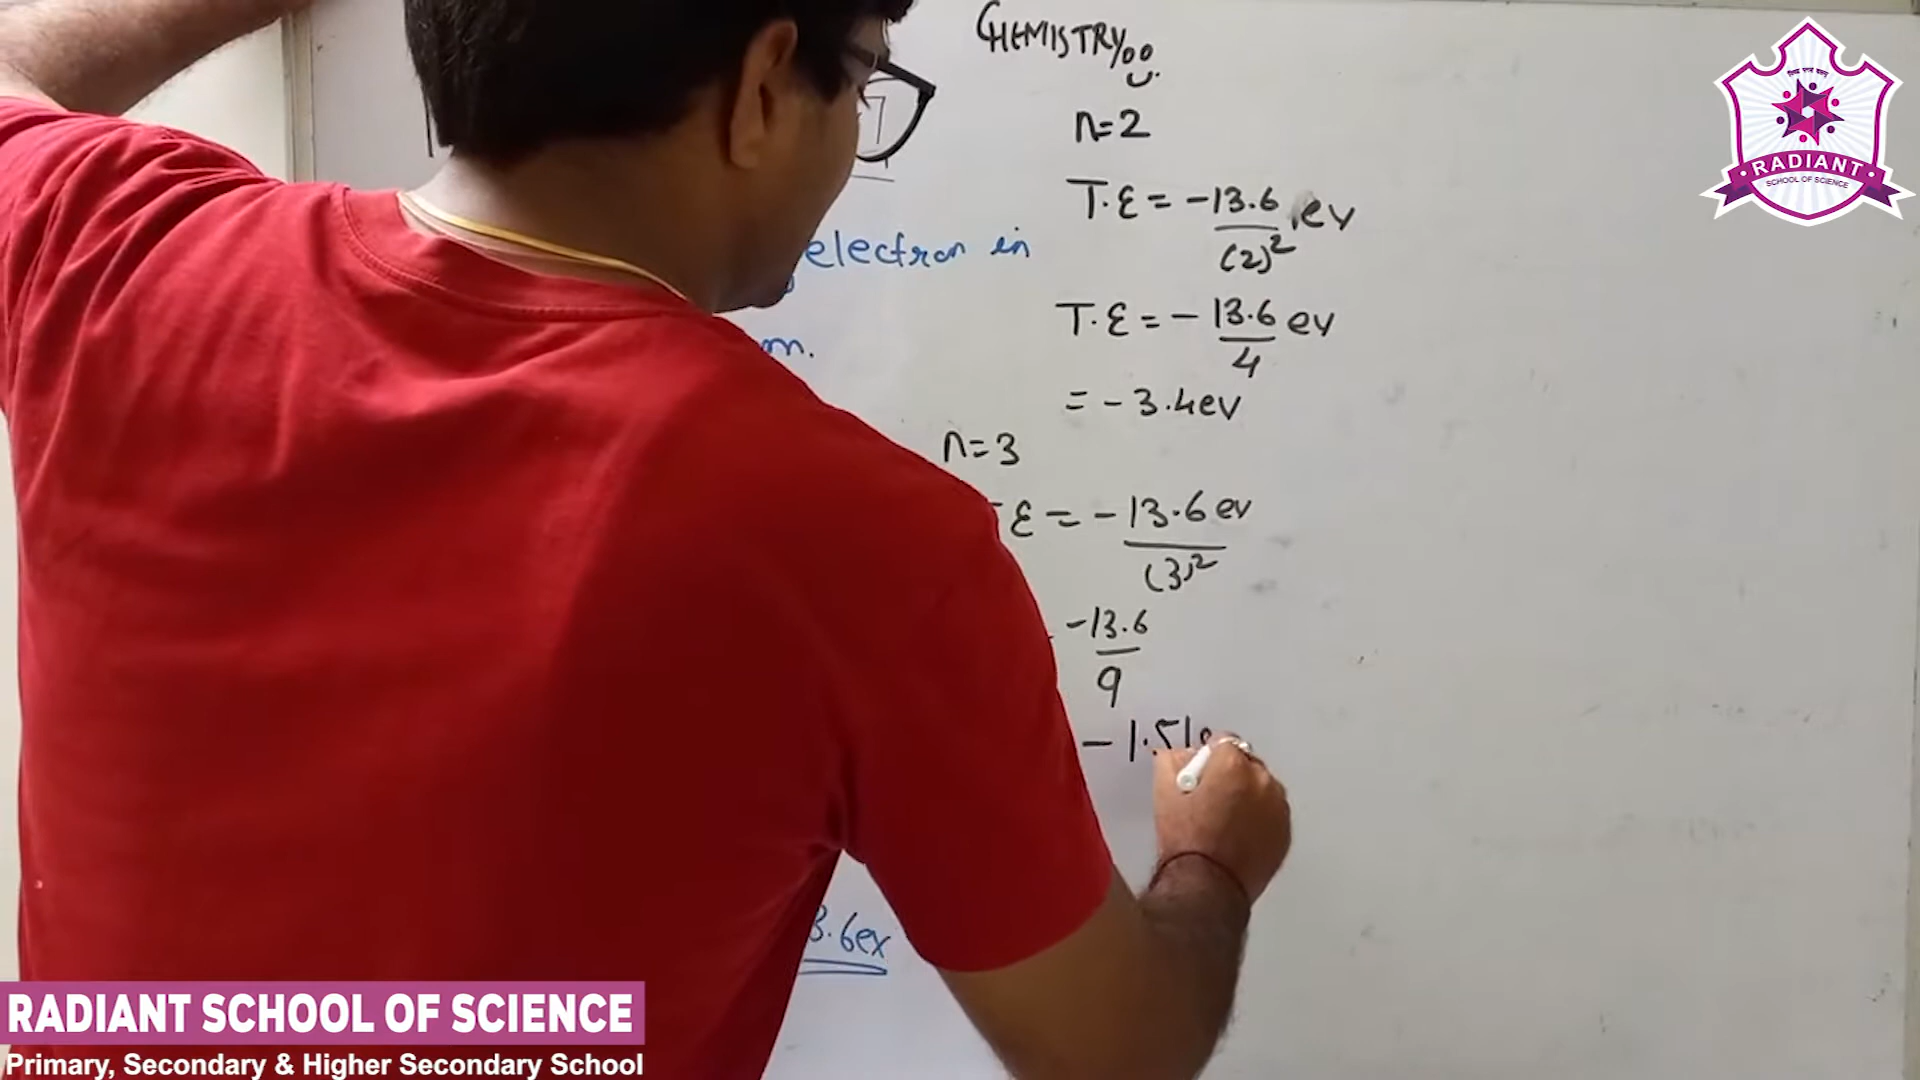 CHEMISTRY
n=2
T.E = -13.6 ev
(2)²
electron in
T.E = - 13.6 ev
4
= - 3.4ev
n=3
E = - 13.6 ev
(3)²
-13.6
9
- 1.51e
3.6ev
RADIANT
SCHOOL OF SCIENCE
RADIANT SCHOOL OF SCIENCE
Primary, Secondary & Higher Secondary School